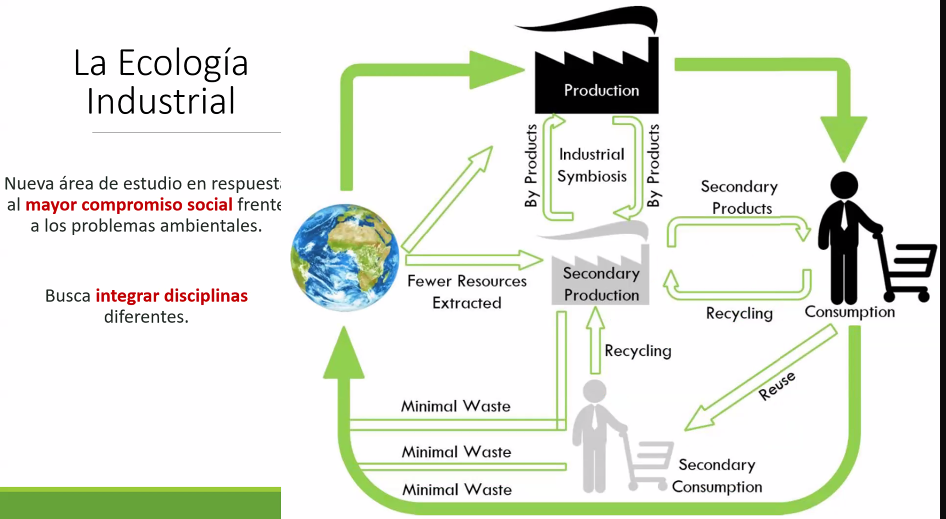 La Ecología
Industrial
Nueva área de estudio en respuesta
al mayor compromiso social frente
a los problemas ambientales.
Busca integrar disciplinas
diferentes.
Production
By Products
Industrial
Symbiosis
By Products
Secondary
Products
Fewer Resources
Extracted
Secondary
Production
Recycling
Consumption
Recycling
Reuse
Minimal Waste
Minimal Waste
Minimal Waste
Secondary
Consumption